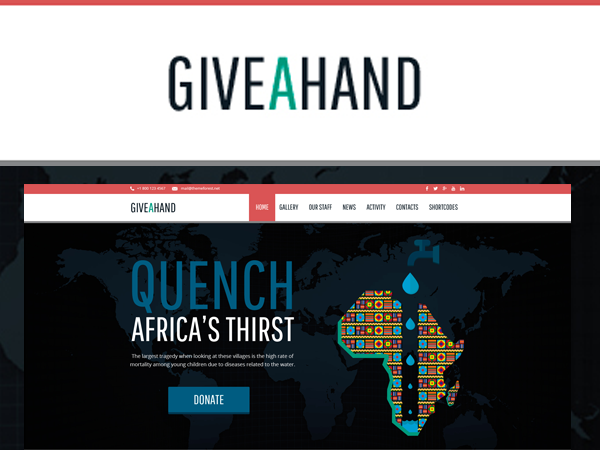 GIVEAHAND
+1 800 123 4567 mail@themeforest.net
GIVEAHAND HOME GALLERY OUR STAFF NEWS ACTIVITY CONTACTS SHORTCODES
QUENCH
AFRICA'S THIRST
The largest tragedy when looking at these villages is the high rate of
mortality among young children due to diseases related to the water.
DONATE